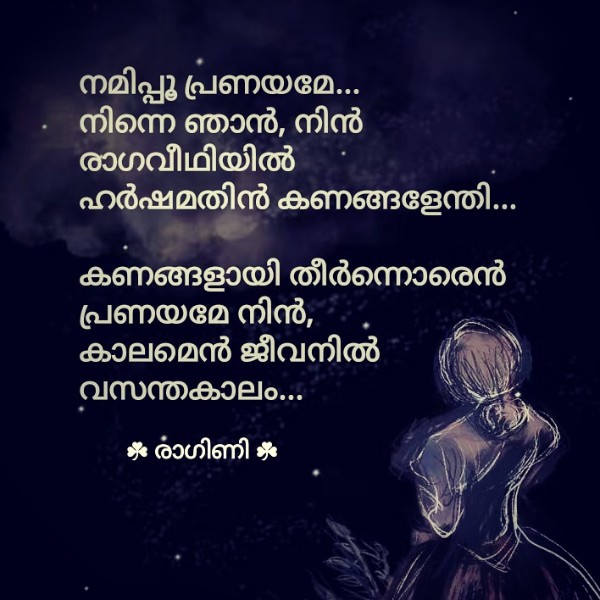 നമിപ്പൂ പ്രണയമേ...
നിന്നെ ഞാൻ, നിൻ
രാഗവീഥിയിൽ
ഹർഷമതിൻ കണങ്ങളേന്തി...
കണങ്ങളായി തീർന്നൊരെൻ
പ്രണയമേ നിൻ,
കാലമെൻ ജീവനിൽ
വസന്തകാലം...
☘ രാഗിണി ☘